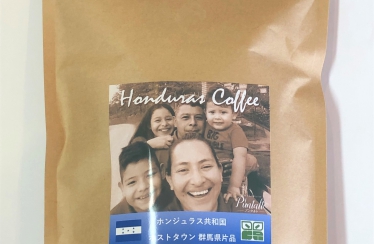 Honduras Coffee
ホンジュラス共和国
ストタウン 群馬県片品